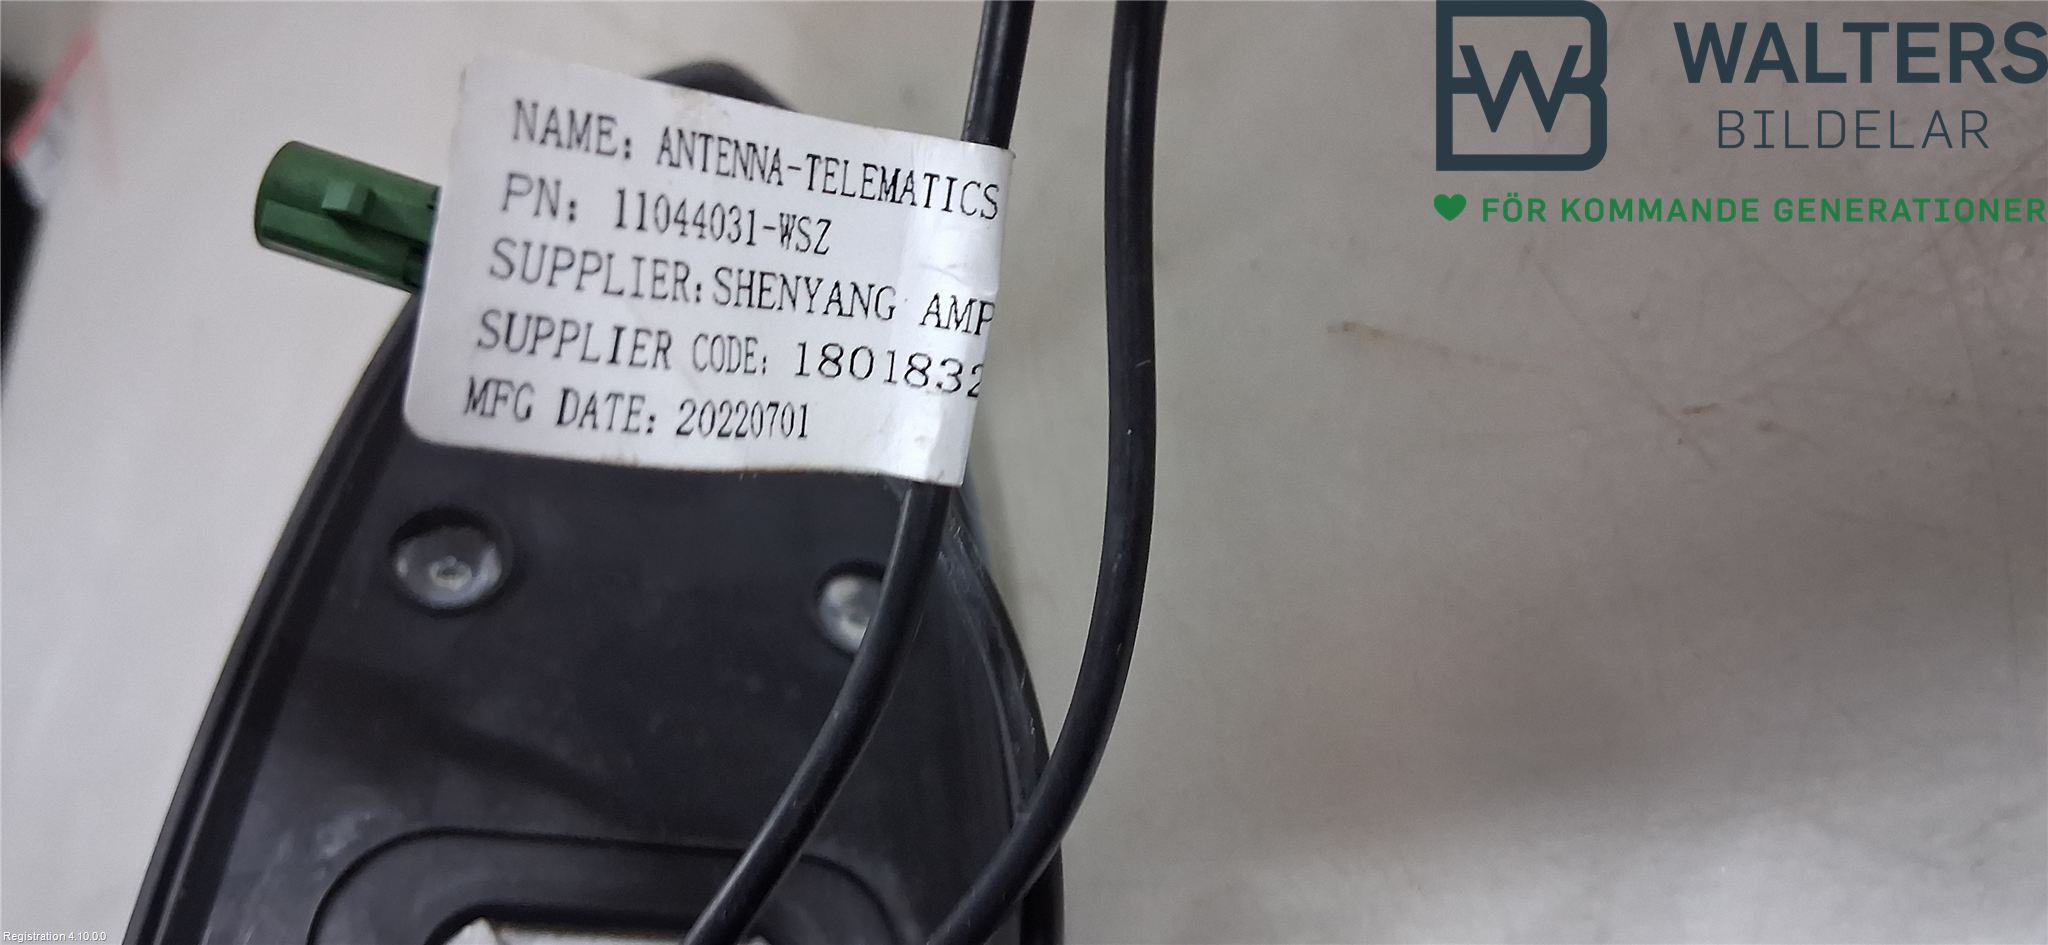 NAME: ANTENNA-TELEMATICS
PN: 11044031-WSZ
SUPPLIER: SHENYANG AMP
SUPPLIER CODE: 1801832
MFG DATE: 20220701
WB
WALTERS
BILDELAR
FÖR KOMMANDE GENERATIONER
Registration 4.10.0.0